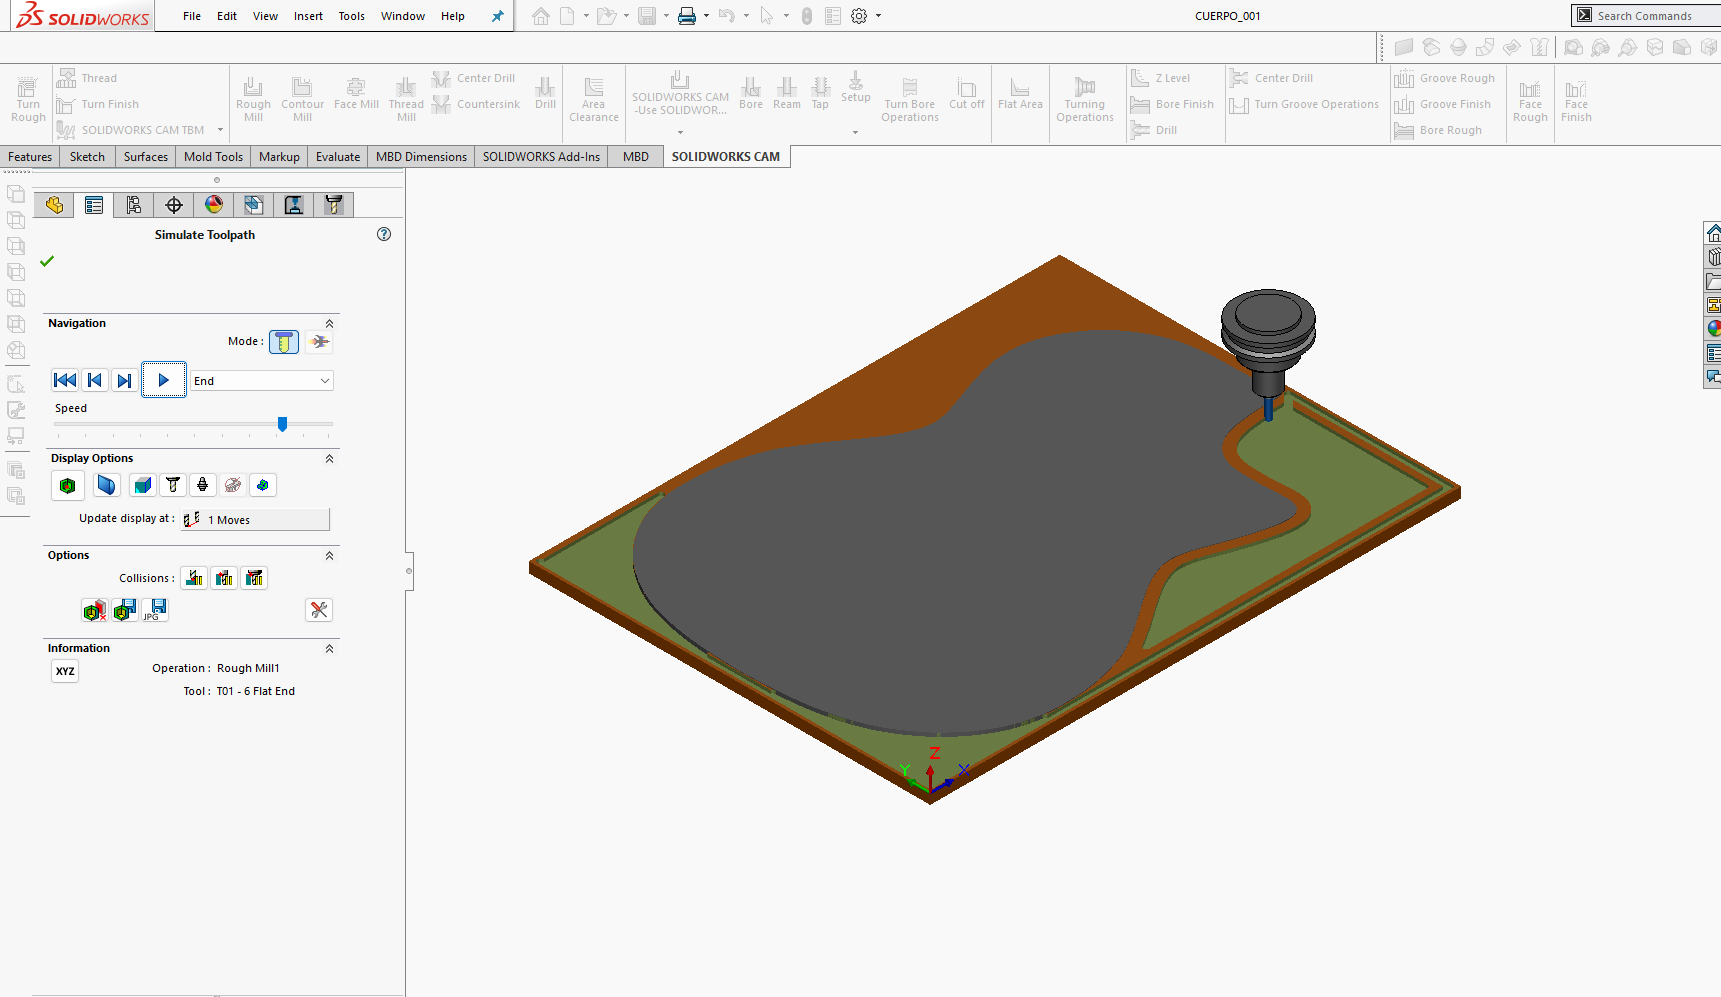 SOLIDWORKS
File Edit View Insert Tools Window Help
CUERPO_001
Search Commands
Turn Rough
Thread
Turn Finish
SOLIDWORKS CAM TBM
Rough Mill
Contour Mill
Face Mill
Thread Mill
Center Drill
Countersink
Drill
Area Clearance
SOLIDWORKS CAM
-Use SOLIDWOR...
Bore
Ream
Tap
Setup
Turn Bore Operations
Cut off
Flat Area
Turning Operations
Z Level
Bore Finish
Drill
Center Drill
Turn Groove Operations
Groove Rough
Groove Finish
Bore Rough
Face Rough
Face Finish
Features Sketch Surfaces Mold Tools Markup Evaluate MBD Dimensions SOLIDWORKS Add-Ins MBD SOLIDWORKS CAM
Simulate Toolpath
Navigation
Mode :
End
Speed
Display Options
Update display at : 1 Moves
Options
Collisions :
JPG
Information
XYZ
Operation : Rough Mill1
Tool : T01 - 6 Flat End
Z
Y X